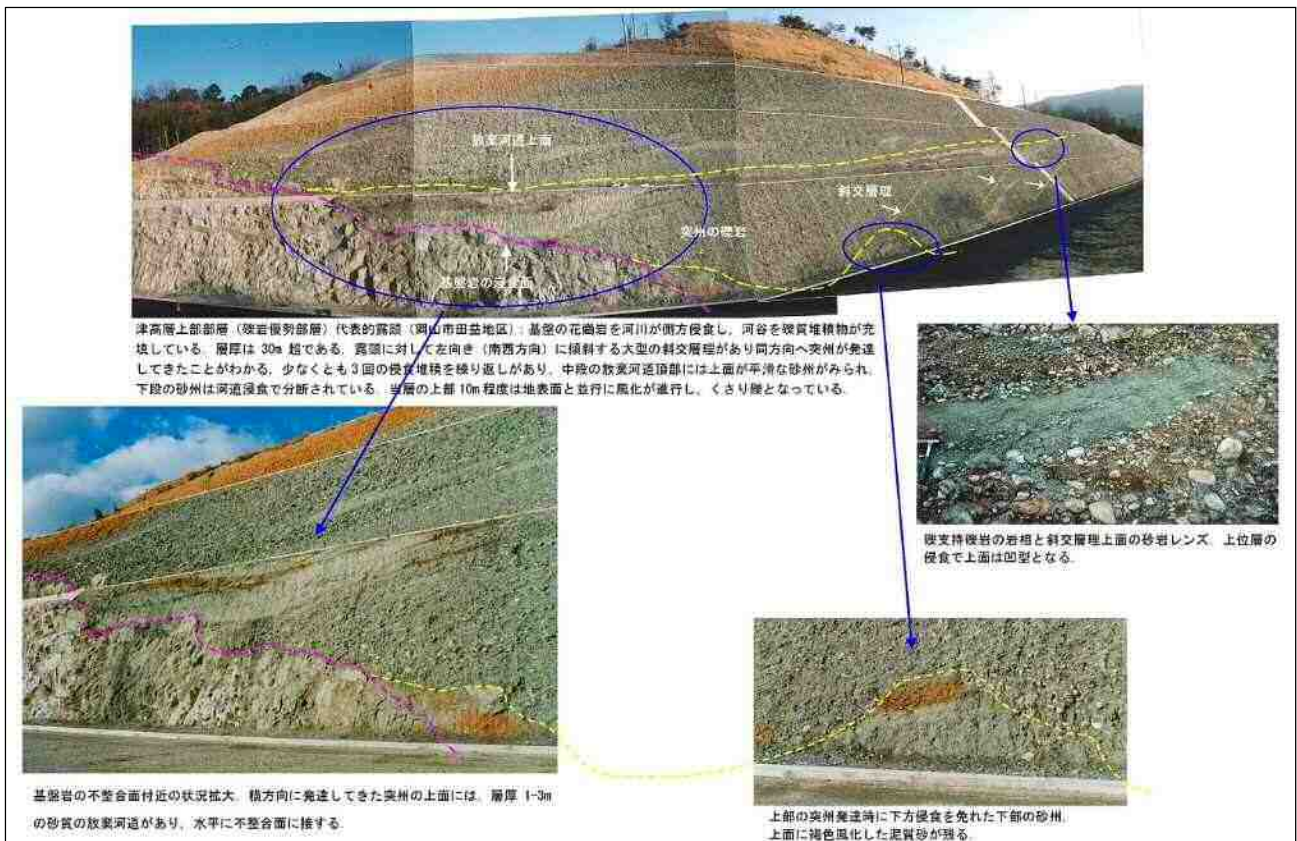 放棄河道上面
斜交層理
突州の礫岩
基盤岩の浸食面
津高層上部部層（礫岩優勢部層）代表的露頭（岡山市田益地区）：基盤の花崗岩を河川が側方侵食し，河谷を礫質堆積物が充
填している．層厚は 30m 超である．露頭に対して左向き（南西方向）に傾斜する大型の斜交層理があり同方向へ突州が発達
してきたことがわかる．少なくとも3回の侵食堆積を繰り返しがあり，中段の放棄河道頂部には上面が平滑な砂州がみられ，
下段の砂州は河道浸食で分断されている．当層の上部 10m 程度は地表面と並行に風化が進行し，くさり礫となっている．
礫支持礫岩の岩相と斜交層理上面の砂岩レンズ．上位層の
侵食で上面は凹型となる．
基盤岩の不整合面付近の状況拡大．横方向に発達してきた突州の上面には，層厚 1-3m
の砂質の放棄河道があり，水平に不整合面に接する．
上部の突州発達時に下方侵食を免れた下部の砂州．
上面に褐色風化した泥質砂が残る．